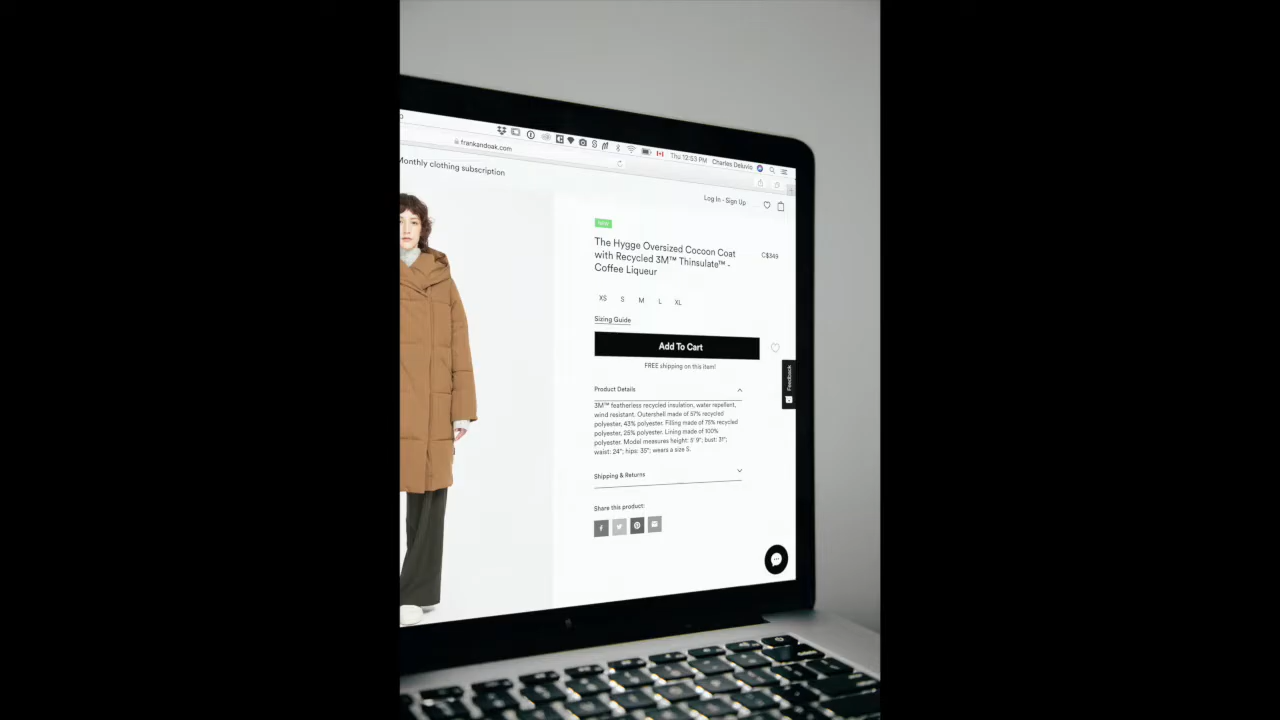 frankandoak.com
Thu 12:53 PM Charles Deluvio
Monthly clothing subscription
Log In - Sign Up
NEW
The Hygge Oversized Cocoon Coat
with Recycled 3M™ Thinsulate™ -
Coffee Liqueur
C$349
XS S M L XL
Sizing Guide
Add To Cart
FREE shipping on this item!
Feedback
Product Details
3M™ featherless recycled insulation, water repellent,
wind resistant. Outershell made of 57% recycled
polyester, 43% polyester. Filling made of 75% recycled
polyester, 25% polyester. Lining made of 100%
polyester. Model measures height: 5' 9"; bust: 31";
waist: 24"; hips: 35"; wears a size S.
Shipping & Returns
Share this product: